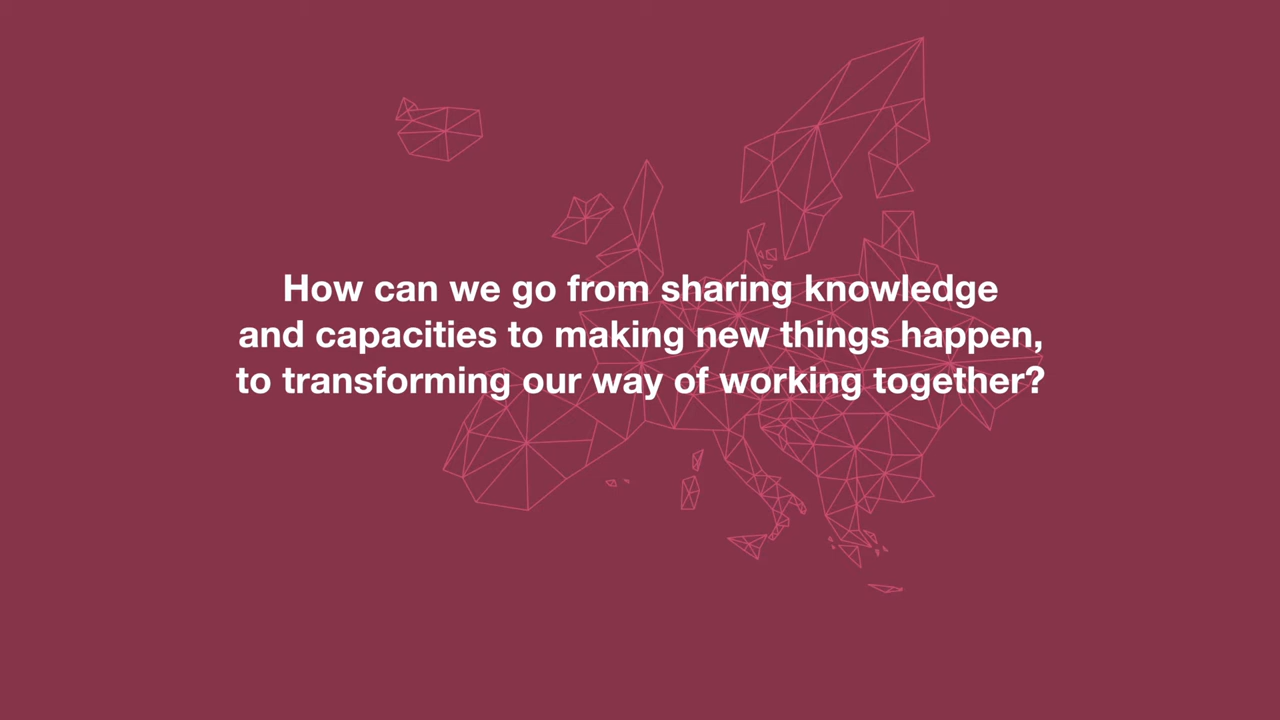 How can we go from sharing knowledge
and capacities to making new things happen,
to transforming our way of working together?